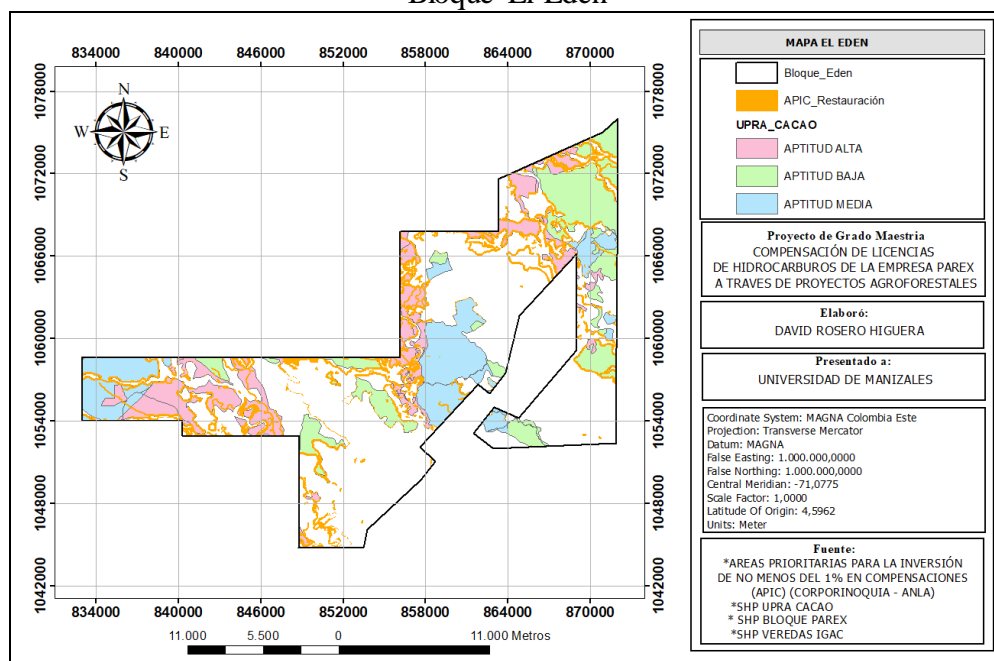 Bloque El Eden
834000 840000 846000 852000 858000 864000 870000
1078000 1078000
N
W E
S
1072000 1072000
1066000 1066000
1060000 1060000
1054000 1054000
1048000 1048000
1042000 1042000
834000 840000 846000 852000 858000 864000 870000
11.000 5.500 0 11.000 Metros
MAPA EL EDEN
Bloque_Eden
APIC_Restauración
UPRA_CACAO
APTITUD ALTA
APTITUD BAJA
APTITUD MEDIA
Proyecto de Grado Maestria
COMPENSACIÓN DE LICENCIAS
DE HIDROCARBUROS DE LA EMPRESA PAREX
A TRAVES DE PROYECTOS AGROFORESTALES
Elaboró:
DAVID ROSERO HIGUERA
Presentado a:
UNIVERSIDAD DE MANIZALES
Coordinate System: MAGNA Colombia Este
Projection: Transverse Mercator
Datum: MAGNA
False Easting: 1.000.000,0000
False Northing: 1.000.000,0000
Central Meridian: -71,0775
Scale Factor: 1,0000
Latitude Of Origin: 4,5962
Units: Meter
Fuente:
*AREAS PRIORITARIAS PARA LA INVERSIÓN
DE NO MENOS DEL 1% EN COMPENSACIONES
(APIC) (CORPORINOQUIA - ANLA)
*SHP UPRA CACAO
* SHP BLOQUE PAREX
*SHP VEREDAS IGAC